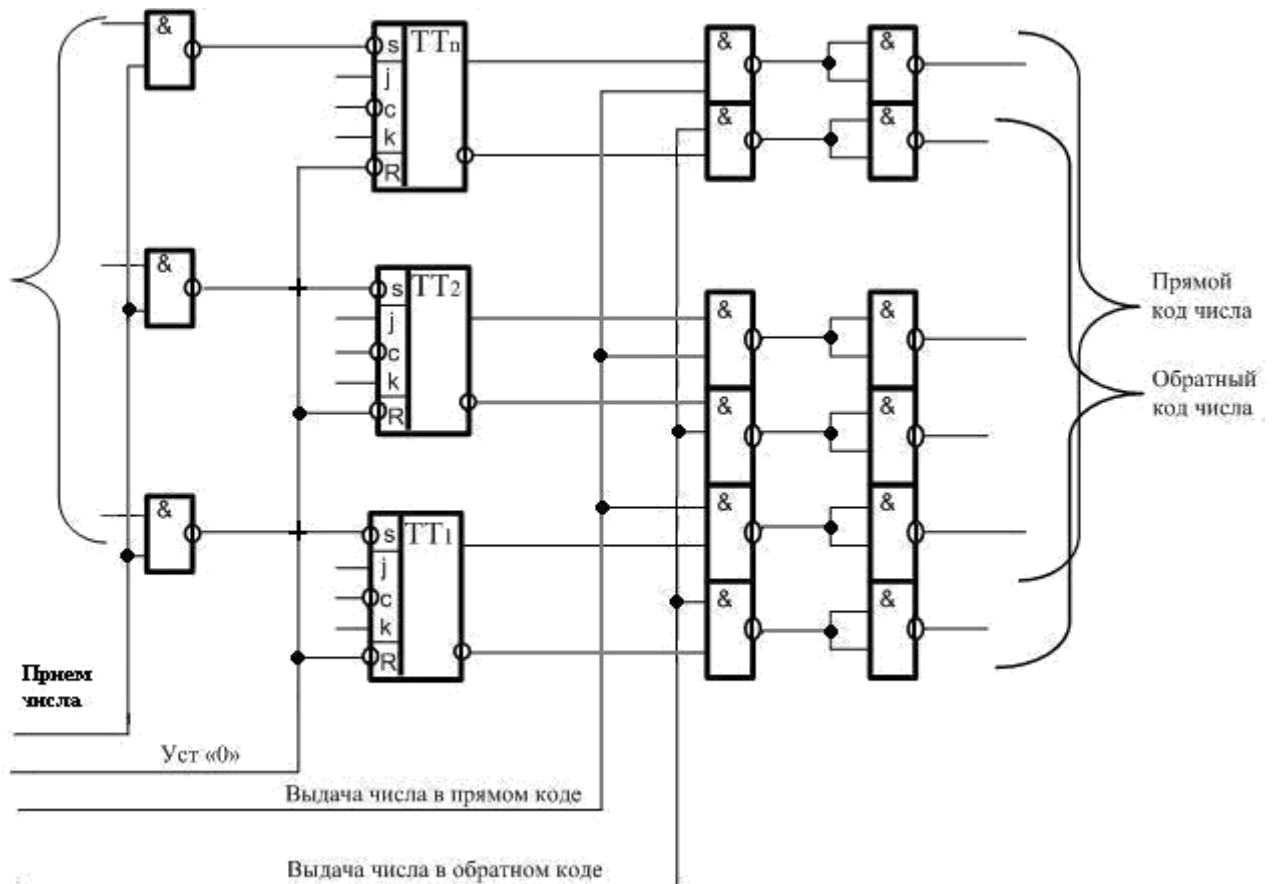 & & &
s TTn
j
c
k
R
& &
& s TT2
j
c
k
R
& &
& &
& &
& &
& s TT1
j
c
k
R
Прямой
код числа
Обратный
код числа
Прием
числа
Уст «0»
Выдача числа в прямом коде
Выдача числа в обратном коде